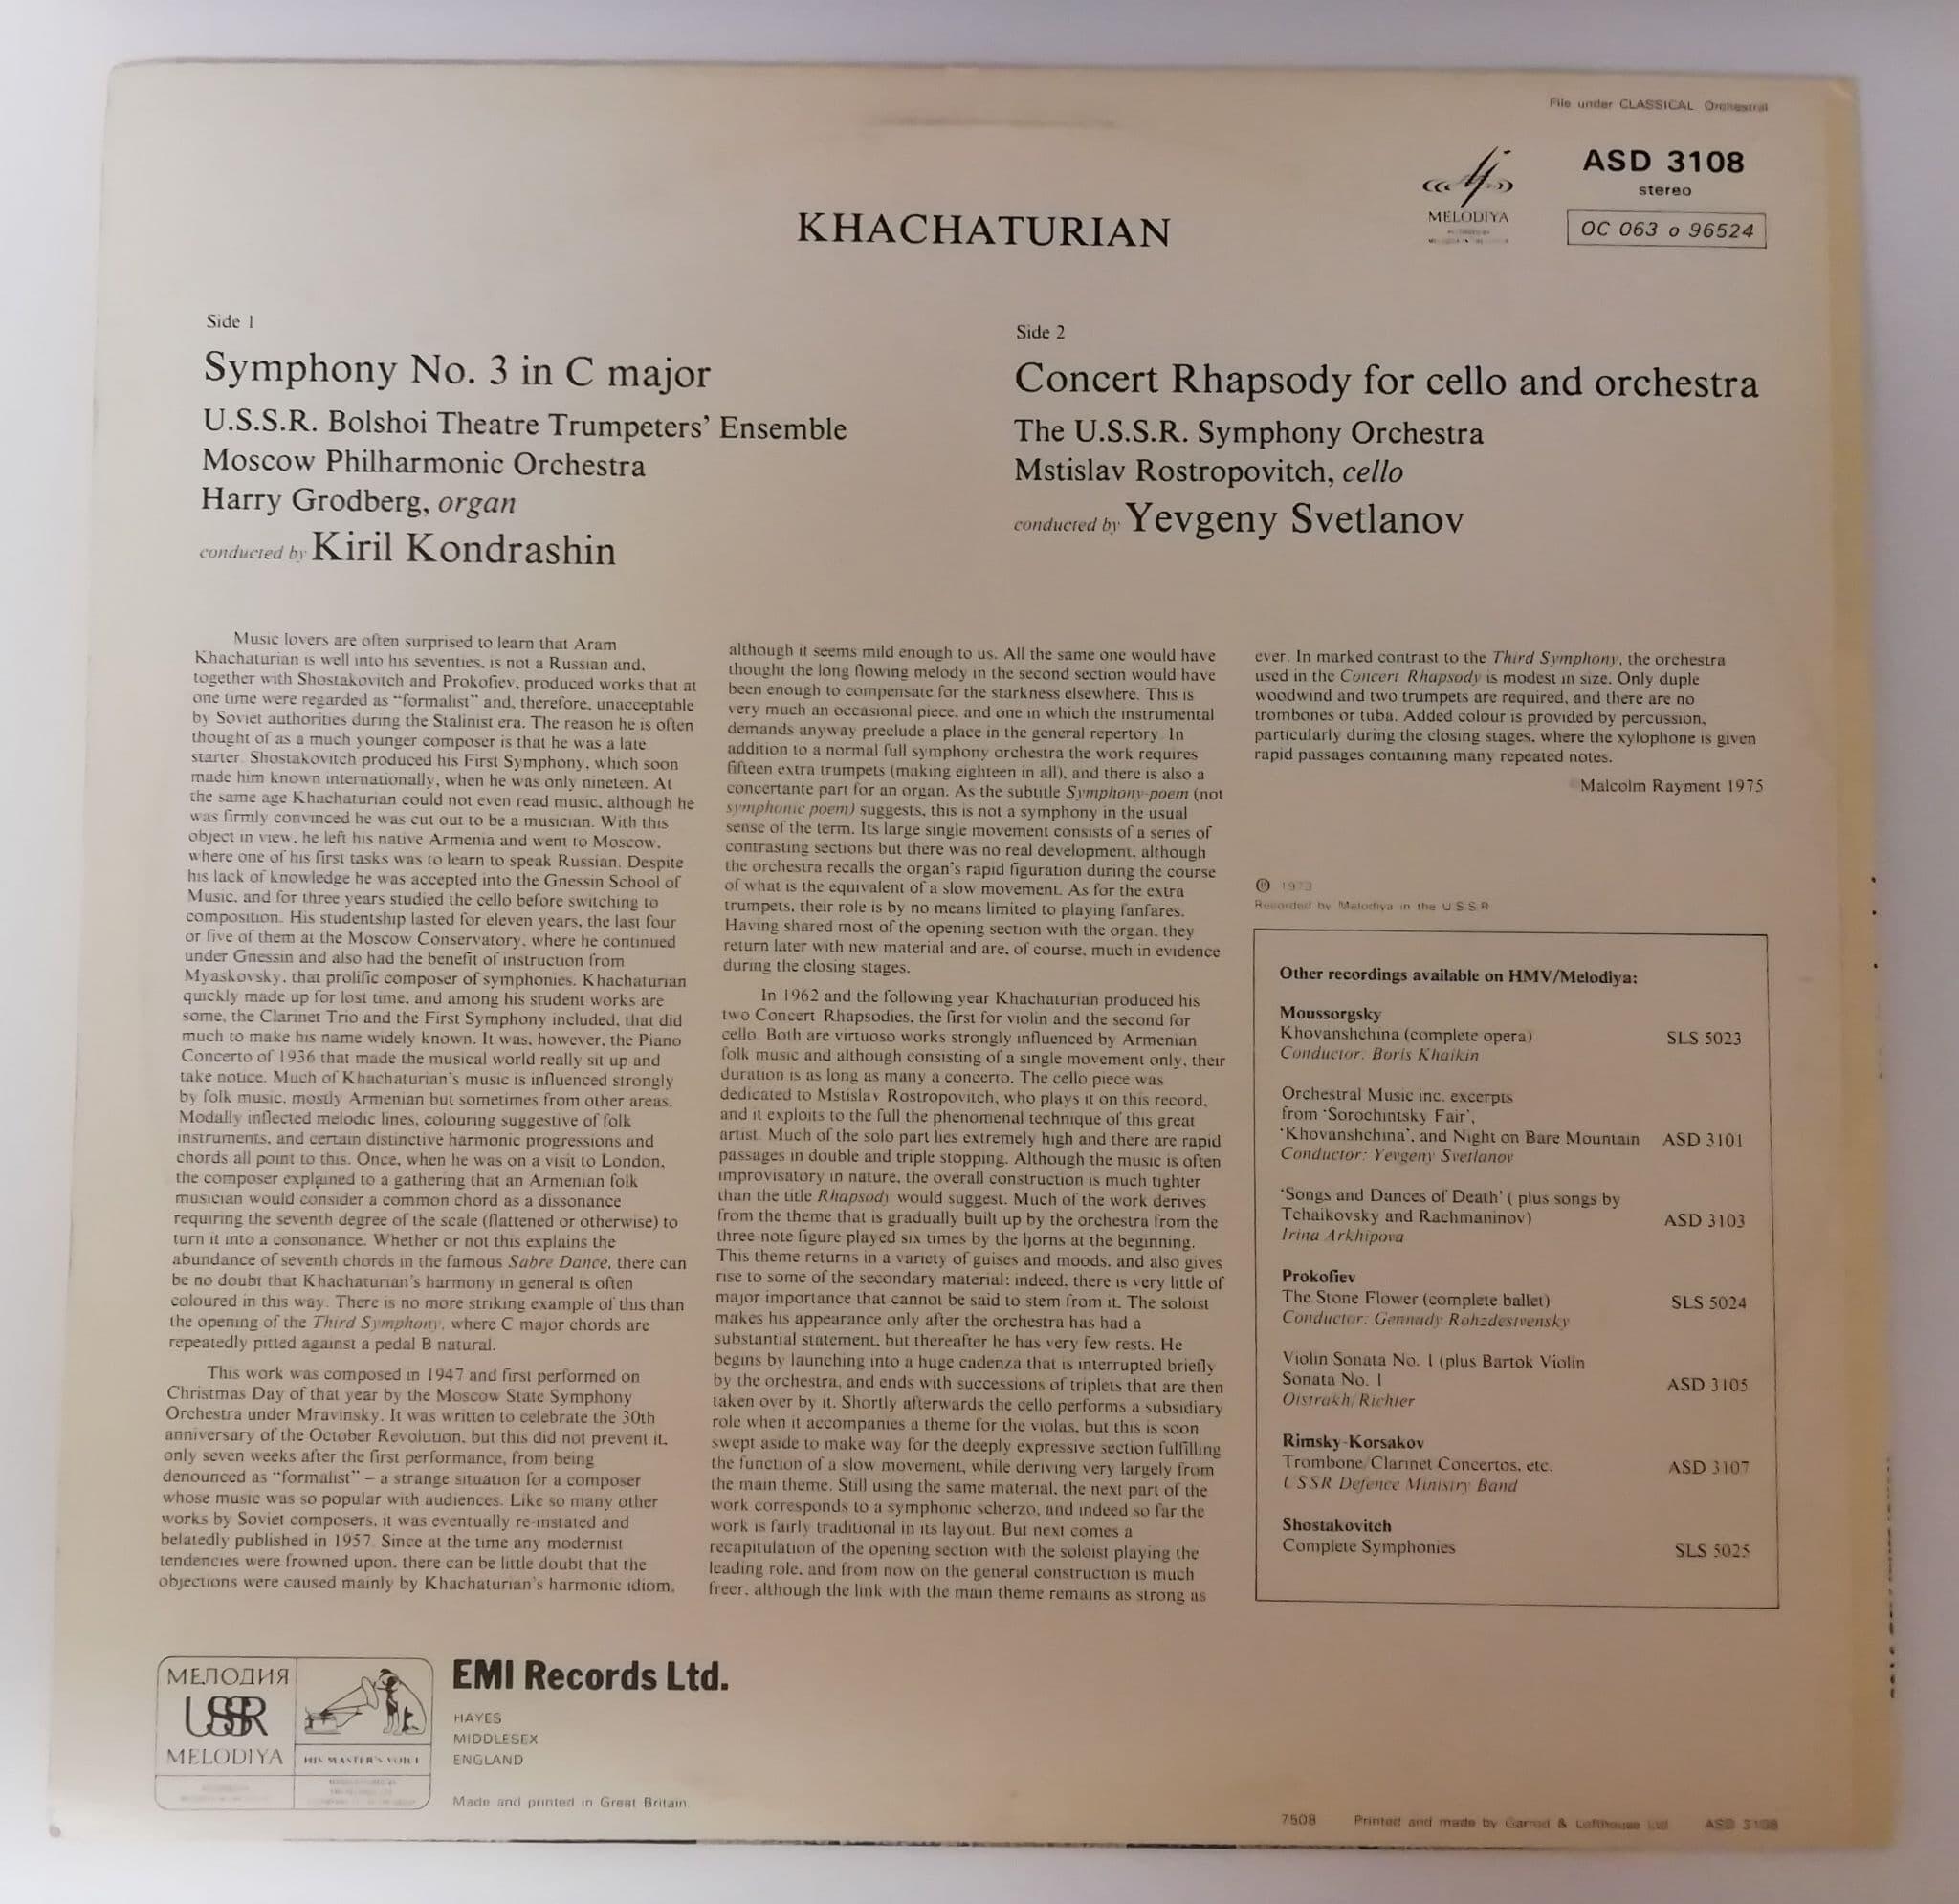 File under CLASSICAL Orchestral
MELODIYA
ASD 3108
stereo
OC 063 o 96524
KHACHATURIAN
Side 1
Symphony No. 3 in C major
U.S.S.R. Bolshoi Theatre Trumpeters' Ensemble
Moscow Philharmonic Orchestra
Harry Grodberg, organ
conducted by Kiril Kondrashin
Side 2
Concert Rhapsody for cello and orchestra
The U.S.S.R. Symphony Orchestra
Mstislav Rostropovitch, cello
conducted by Yevgeny Svetlanov
Music lovers are often surprised to learn that Aram
Khachaturian is well into his seventies, is not a Russian and,
together with Shostakovitch and Prokofiev, produced works that at
one time were regarded as “formalist” and, therefore, unacceptable
by Soviet authorities during the Stalinist era. The reason he is often
thought of as a much younger composer is that he was a late
starter. Shostakovitch produced his First Symphony, which soon
made him known internationally, when he was only nineteen. At
the same age Khachaturian could not even read music, although he
was firmly convinced he was cut out to be a musician. With this
object in view, he left his native Armenia and went to Moscow,
where one of his first tasks was to learn to speak Russian. Despite
his lack of knowledge he was accepted into the Gnessin School of
Music, and for three years studied the cello before switching to
composition. His studentship lasted for eleven years, the last four
or five of them at the Moscow Conservatory, where he continued
under Gnessin and also had the benefit of instruction from
Myaskovsky, that prolific composer of symphonies. Khachaturian
quickly made up for lost time, and among his student works are
some, the Clarinet Trio and the First Symphony included, that did
much to make his name widely known. It was, however, the Piano
Concerto of 1936 that made the musical world really sit up and
take notice. Much of Khachaturian's music is influenced strongly
by folk music, mostly Armenian but sometimes from other areas.
Modally inflected melodic lines, colouring suggestive of folk
instruments, and certain distinctive harmonic progressions and
chords all point to this. Once, when he was on a visit to London,
the composer explained to a gathering that an Armenian folk
musician would consider a common chord as a dissonance
requiring the seventh degree of the scale (flattened or otherwise) to
turn it into a consonance. Whether or not this explains the
abundance of seventh chords in the famous Sabre Dance, there can
be no doubt that Khachaturian's harmony in general is often
coloured in this way. There is no more striking example of this than
the opening of the Third Symphony, where C major chords are
repeatedly pitted against a pedal B natural.
This work was composed in 1947 and first performed on
Christmas Day of that year by the Moscow State Symphony
Orchestra under Mravinsky. It was written to celebrate the 30th
anniversary of the October Revolution, but this did not prevent it,
only seven weeks after the first performance, from being
denounced as “formalist” – a strange situation for a composer
whose music was so popular with audiences. Like so many other
works by Soviet composers, it was eventually re-instated and
belatedly published in 1957. Since at the time any modernist
tendencies were frowned upon, there can be little doubt that the
objections were caused mainly by Khachaturian's harmonic idiom,
although it seems mild enough to us. All the same one would have
thought the long flowing melody in the second section would have
been enough to compensate for the starkness elsewhere. This is
very much an occasional piece, and one in which the instrumental
demands anyway preclude a place in the general repertory. In
addition to a normal full symphony orchestra the work requires
fifteen extra trumpets (making eighteen in all), and there is also a
concertante part for an organ. As the subtitle Symphony-poem (not
symphonic poem) suggests, this is not a symphony in the usual
sense of the term. Its large single movement consists of a series of
contrasting sections but there was no real development, although
the orchestra recalls the organ's rapid figuration during the course
of what is the equivalent of a slow movement. As for the extra
trumpets, their role is by no means limited to playing fanfares.
Having shared most of the opening section with the organ, they
return later with new material and are, of course, much in evidence
during the closing stages.
In 1962 and the following year Khachaturian produced his
two Concert Rhapsodies, the first for violin and the second for
cello. Both are virtuoso works strongly influenced by Armenian
folk music and although consisting of a single movement only, their
duration is as long as many a concerto. The cello piece was
dedicated to Mstislav Rostropovitch, who plays it on this record,
and it exploits to the full the phenomenal technique of this great
artist. Much of the solo part lies extremely high and there are rapid
passages in double and triple stopping. Although the music is often
improvisatory in nature, the overall construction is much tighter
than the title Rhapsody would suggest. Much of the work derives
from the theme that is gradually built up by the orchestra from the
three-note figure played six times by the horns at the beginning.
This theme returns in a variety of guises and moods, and also gives
rise to some of the secondary material; indeed, there is very little of
major importance that cannot be said to stem from it. The soloist
makes his appearance only after the orchestra has had a
substantial statement, but thereafter he has very few rests. He
begins by launching into a huge cadenza that is interrupted briefly
by the orchestra, and ends with successions of triplets that are then
taken over by it. Shortly afterwards the cello performs a subsidiary
role when it accompanies a theme for the violas, but this is soon
swept aside to make way for the deeply expressive section fulfilling
the function of a slow movement, while deriving very largely from
the main theme. Still using the same material, the next part of the
work corresponds to a symphonic scherzo, and indeed so far the
work is fairly traditional in its layout. But next comes a
recapitulation of the opening section with the soloist playing the
leading role, and from now on the general construction is much
freer, although the link with the main theme remains as strong as
ever. In marked contrast to the Third Symphony, the orchestra
used in the Concert Rhapsody is modest in size. Only duple
woodwind and two trumpets are required, and there are no
trombones or tuba. Added colour is provided by percussion,
particularly during the closing stages, where the xylophone is given
rapid passages containing many repeated notes.
©Malcolm Rayment 1975
℗ 1973
Recorded by Melodiya in the U.S.S.R.
Other recordings available on HMV/Melodiya:
Moussorgsky
Khovanshchina (complete opera) SLS 5023
Conductor: Boris Khaikin
Orchestral Music inc. excerpts
from 'Sorochintsky Fair',
'Khovanshchina', and Night on Bare Mountain ASD 3101
Conductor: Yevgeny Svetlanov
'Songs and Dances of Death' ( plus songs by
Tchaikovsky and Rachmaninov) ASD 3103
Irina Arkhipova
Prokofiev
The Stone Flower (complete ballet) SLS 5024
Conductor: Gennady Rohzdestvensky
Violin Sonata No. 1 (plus Bartok Violin
Sonata No. 1 ASD 3105
Oistrakh/Richter
Rimsky-Korsakov
Trombone/Clarinet Concertos, etc. ASD 3107
USSR Defence Ministry Band
Shostakovitch
Complete Symphonies SLS 5025
МЕЛОДИЯ
USSR
MELODIYA
HIS MASTER'S VOICE
EMI Records Ltd.
HAYES
MIDDLESEX
ENGLAND
Made and printed in Great Britain
7508 Printed and made by Garrod & Lofthouse Ltd ASD 3108